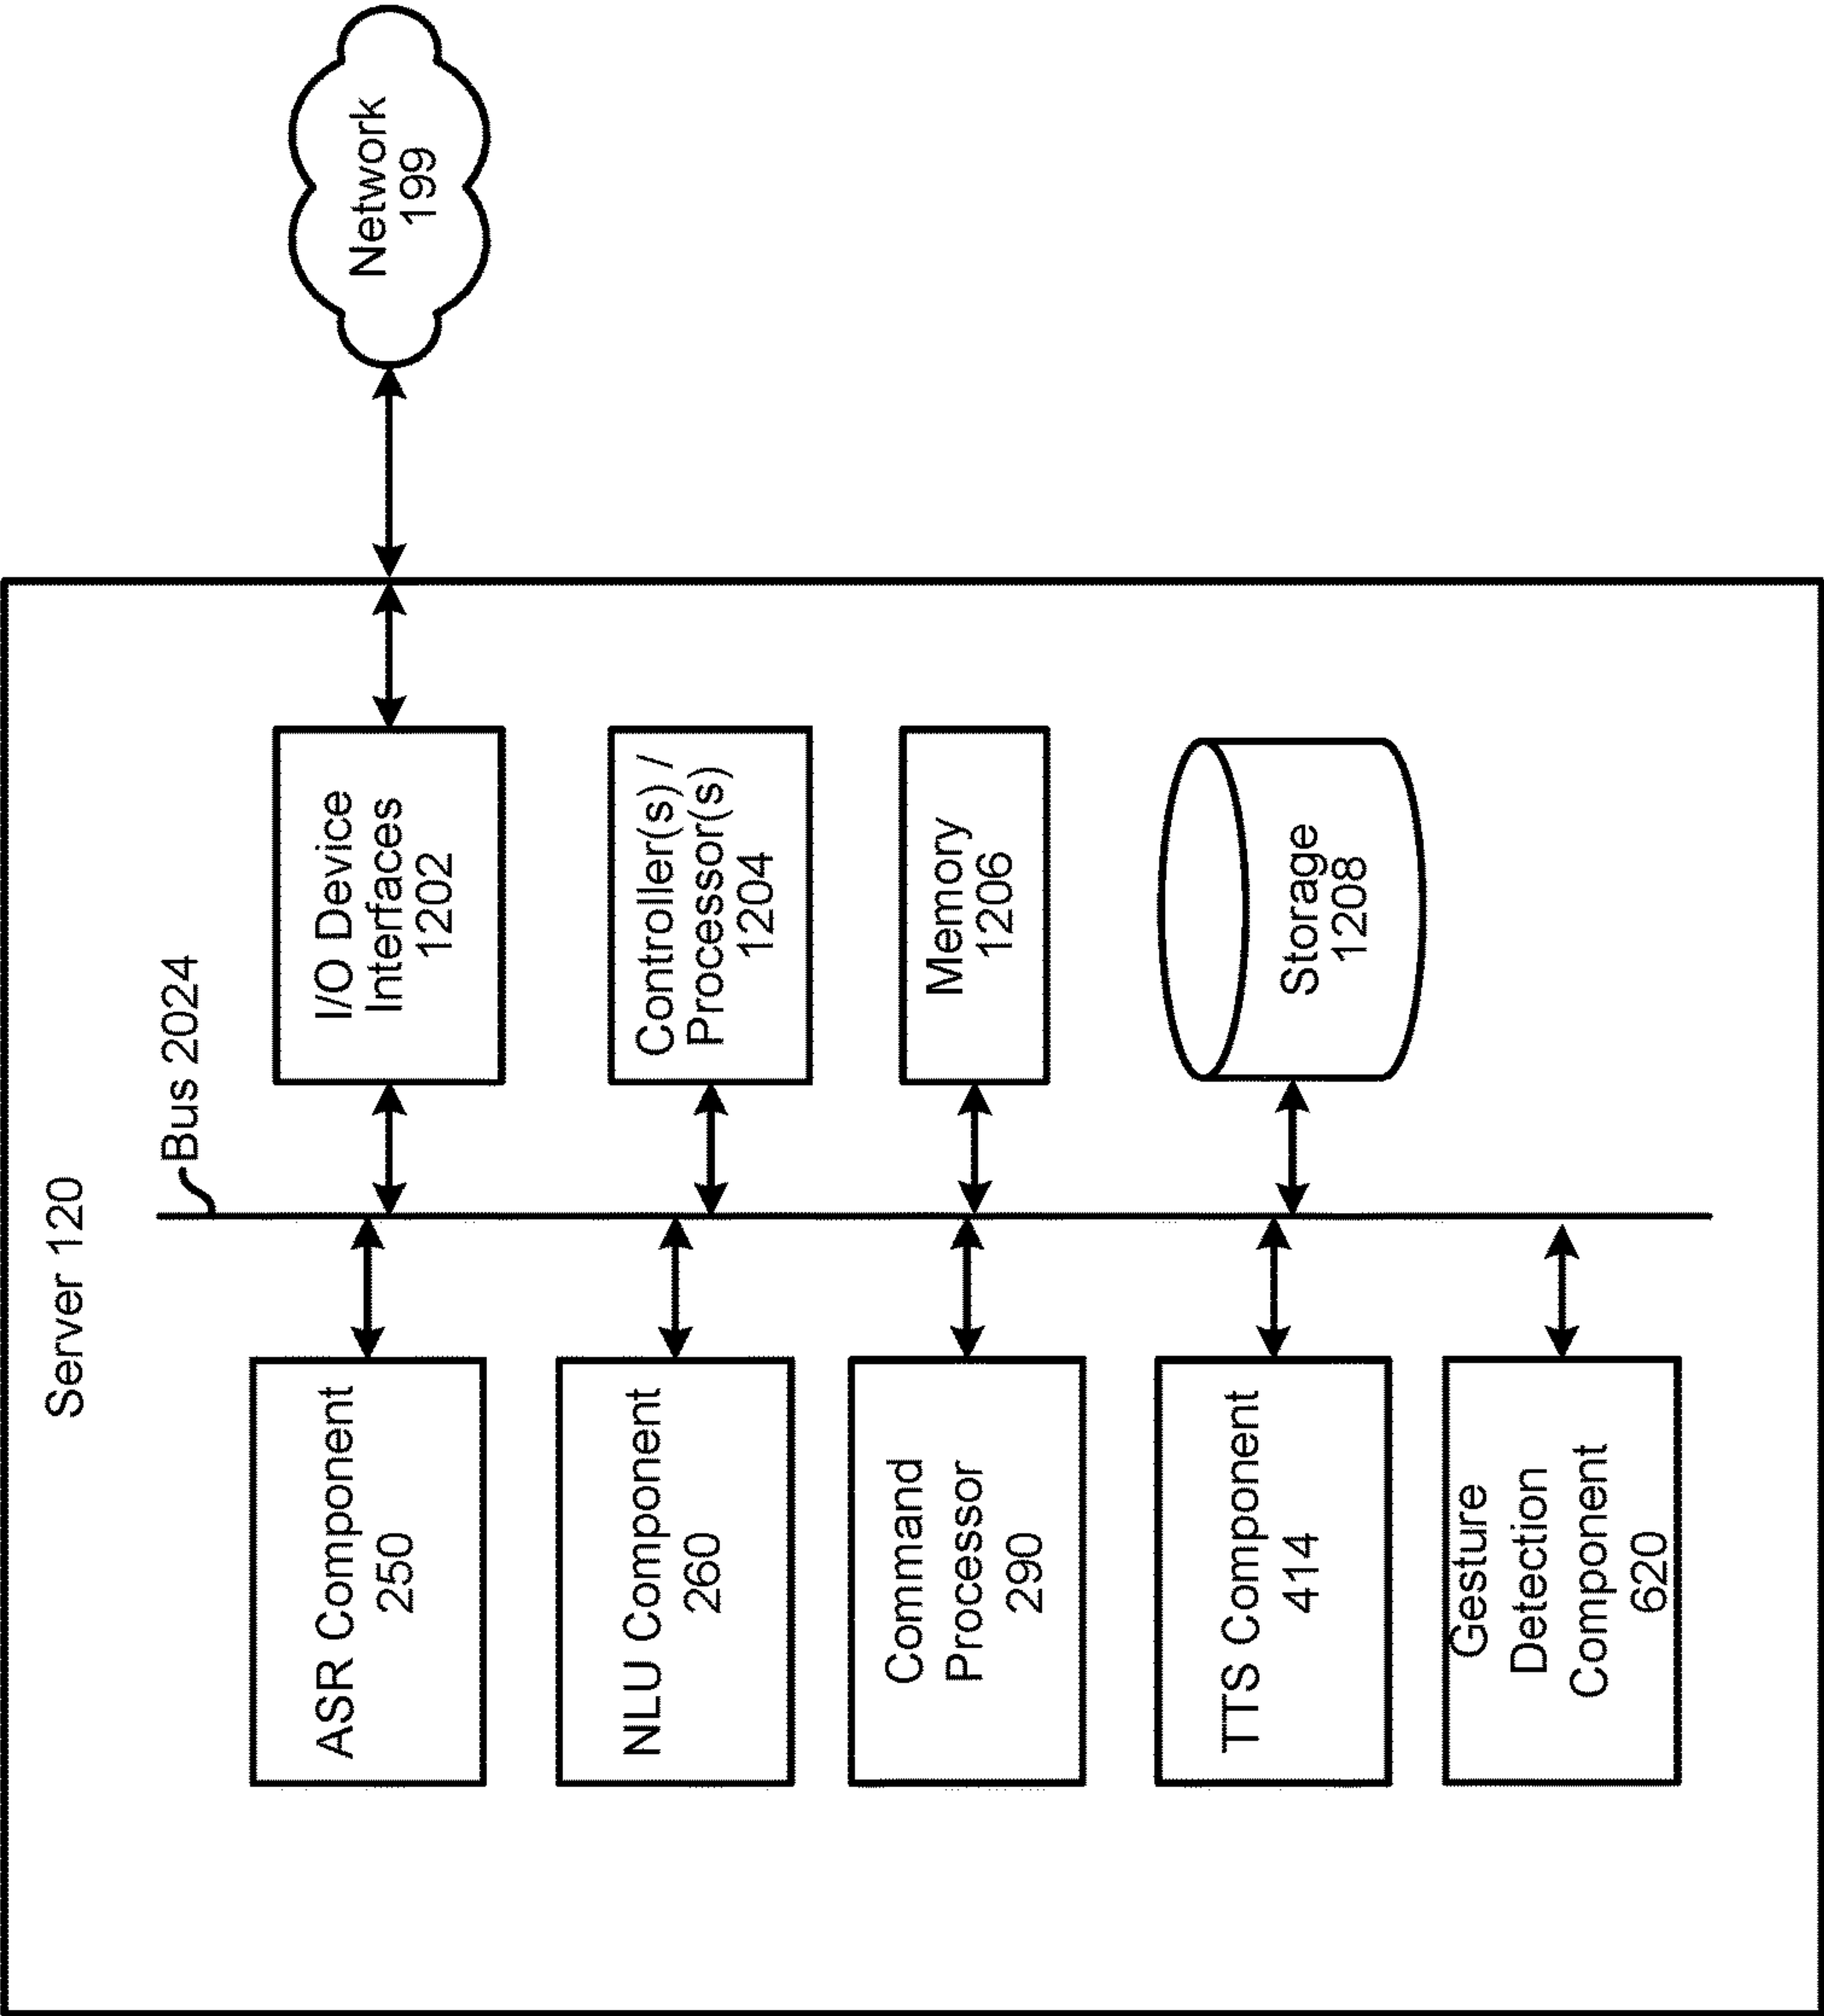 Server 120
Bus 2024
ASR Component
250
NLU Component
260
Command
Processor
290
TTS Component
414
Gesture
Detection
Component
620
I/O Device
Interfaces
1202
Controller(s) /
Processor(s)
1204
Memory
1206
Storage
1208
Network
199